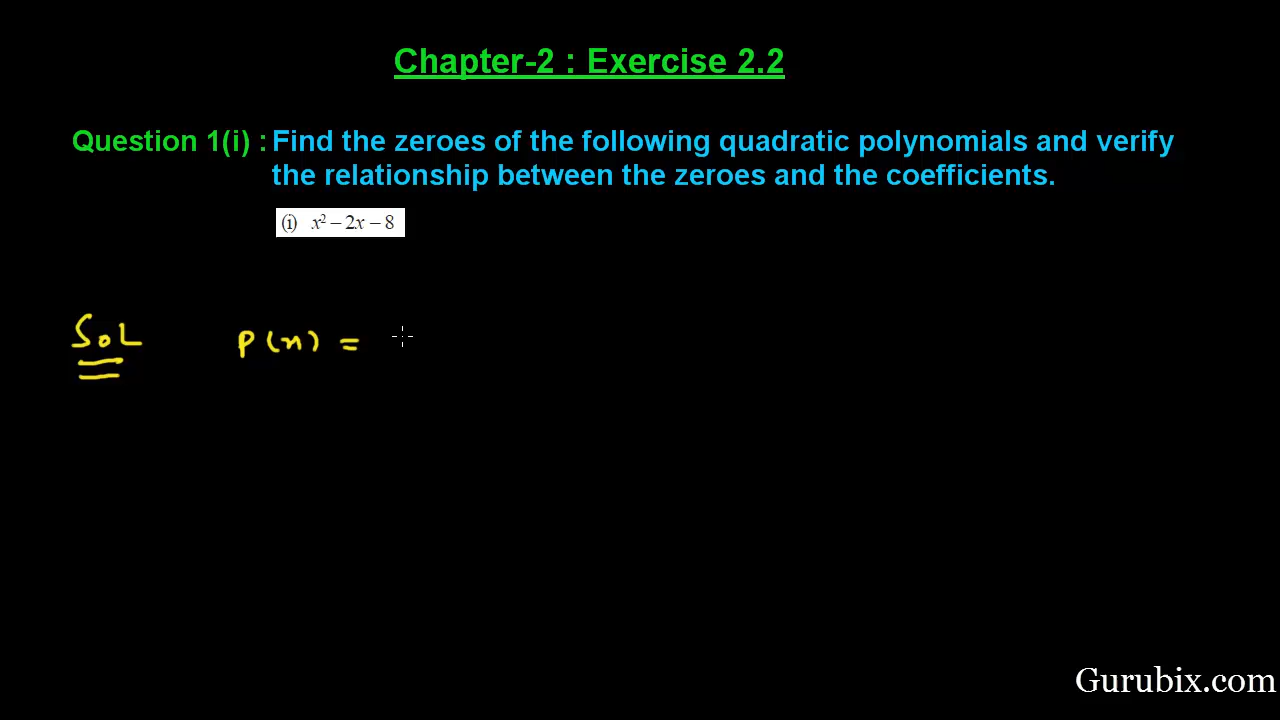 Chapter-2 : Exercise 2.2
Question 1(i) : Find the zeroes of the following quadratic polynomials and verify
the relationship between the zeroes and the coefficients.
(i) x² – 2x – 8
SOL P(x) =
Gurubix.com